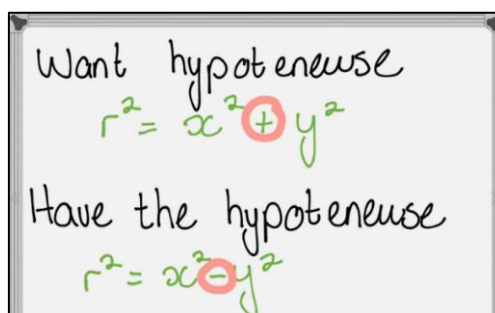 Want hypoteneuse
r² = x² + y²
Have the hypoteneuse
r² = x² - y²